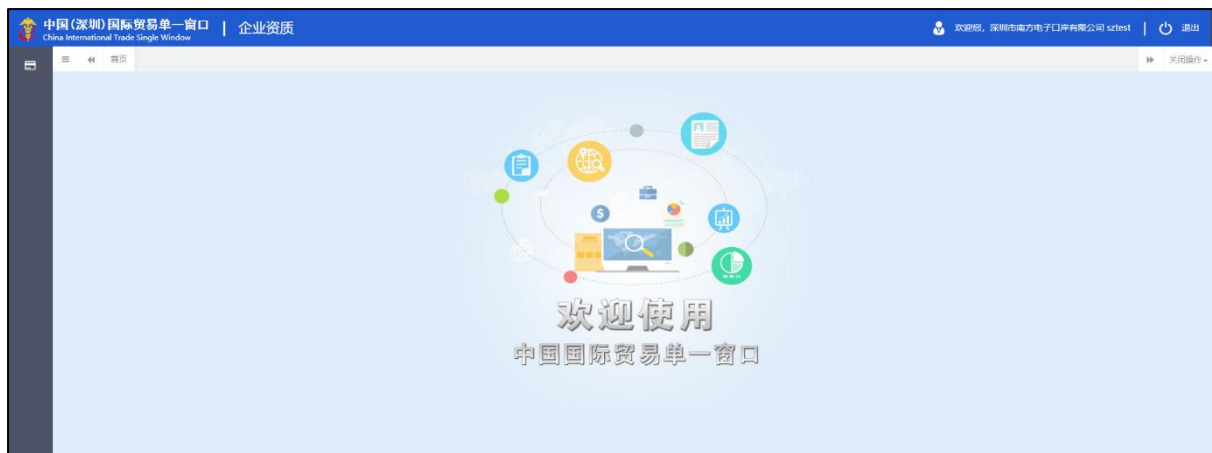 中国(深圳)国际贸易单一窗口 | 企业资质
China International Trade Single Window
欢迎您，深圳市南方电子口岸有限公司 sztest | 退出
首页
关闭操作
欢迎使用
中国国际贸易单一窗口